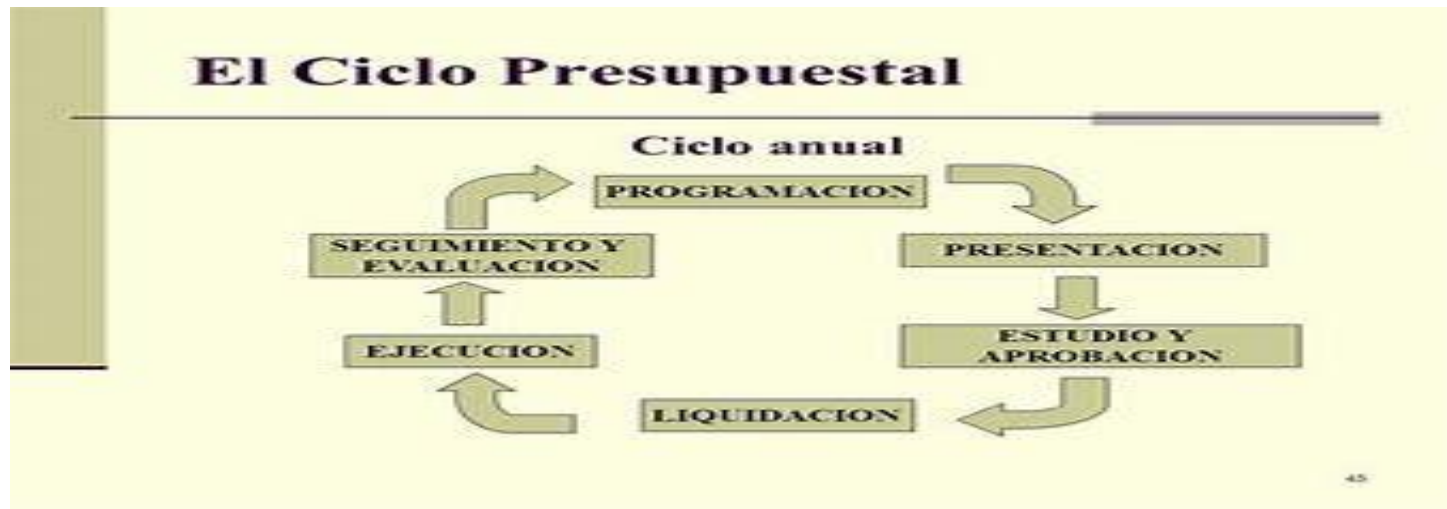 El Ciclo Presupuestal
Ciclo anual
PROGRAMACION
PRESENTACION
ESTUDIO Y
APROBACION
LIQUIDACION
EJECUCION
SEGUIMIENTO Y
EVALUACION
45